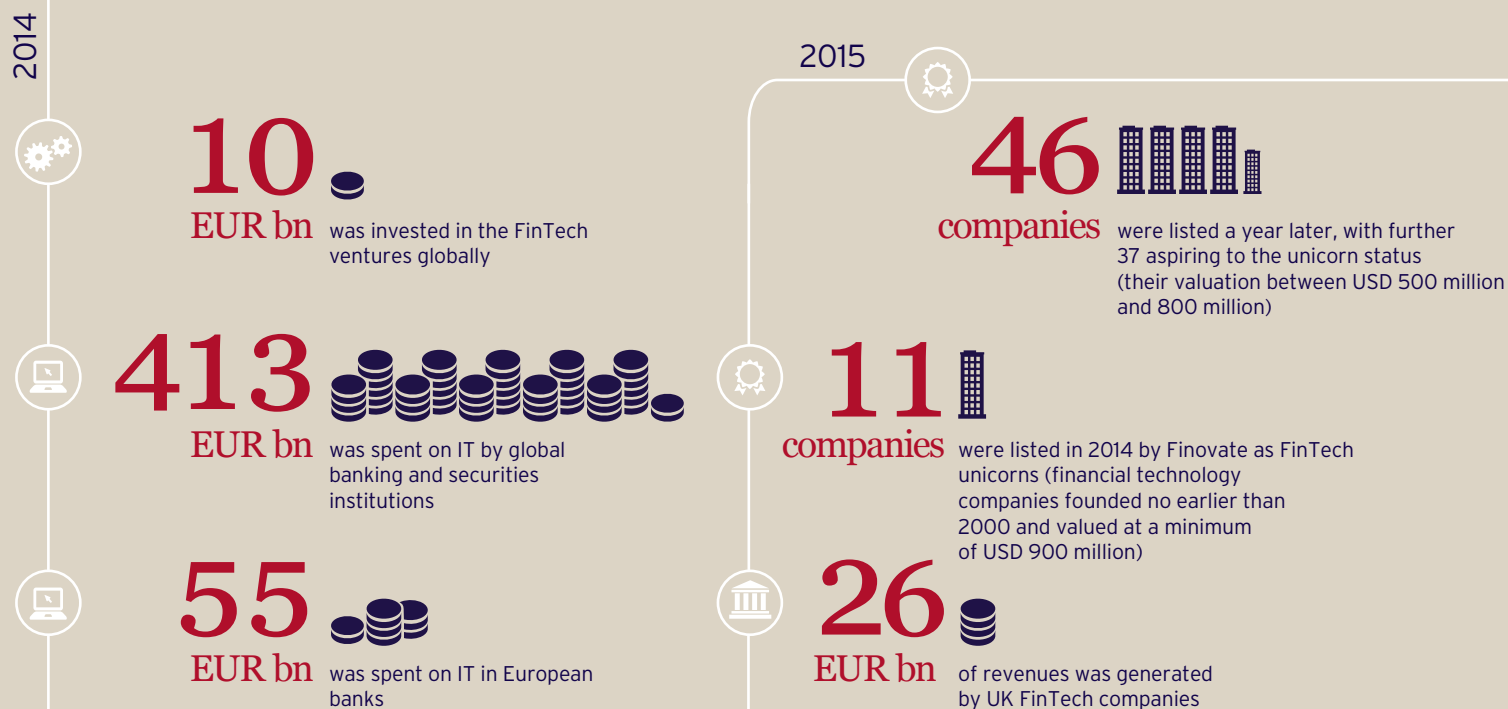 2014
10
EUR bn
was invested in the FinTech
ventures globally
413
EUR bn
was spent on IT by global
banking and securities
institutions
55
EUR bn
was spent on IT in European
banks
2015
46
companies
were listed a year later, with further
37 aspiring to the unicorn status
(their valuation between USD 500 million
and 800 million)
11
companies
were listed in 2014 by Finovate as FinTech
unicorns (financial technology
companies founded no earlier than
2000 and valued at a minimum
of USD 900 million)
26
EUR bn
of revenues was generated
by UK FinTech companies